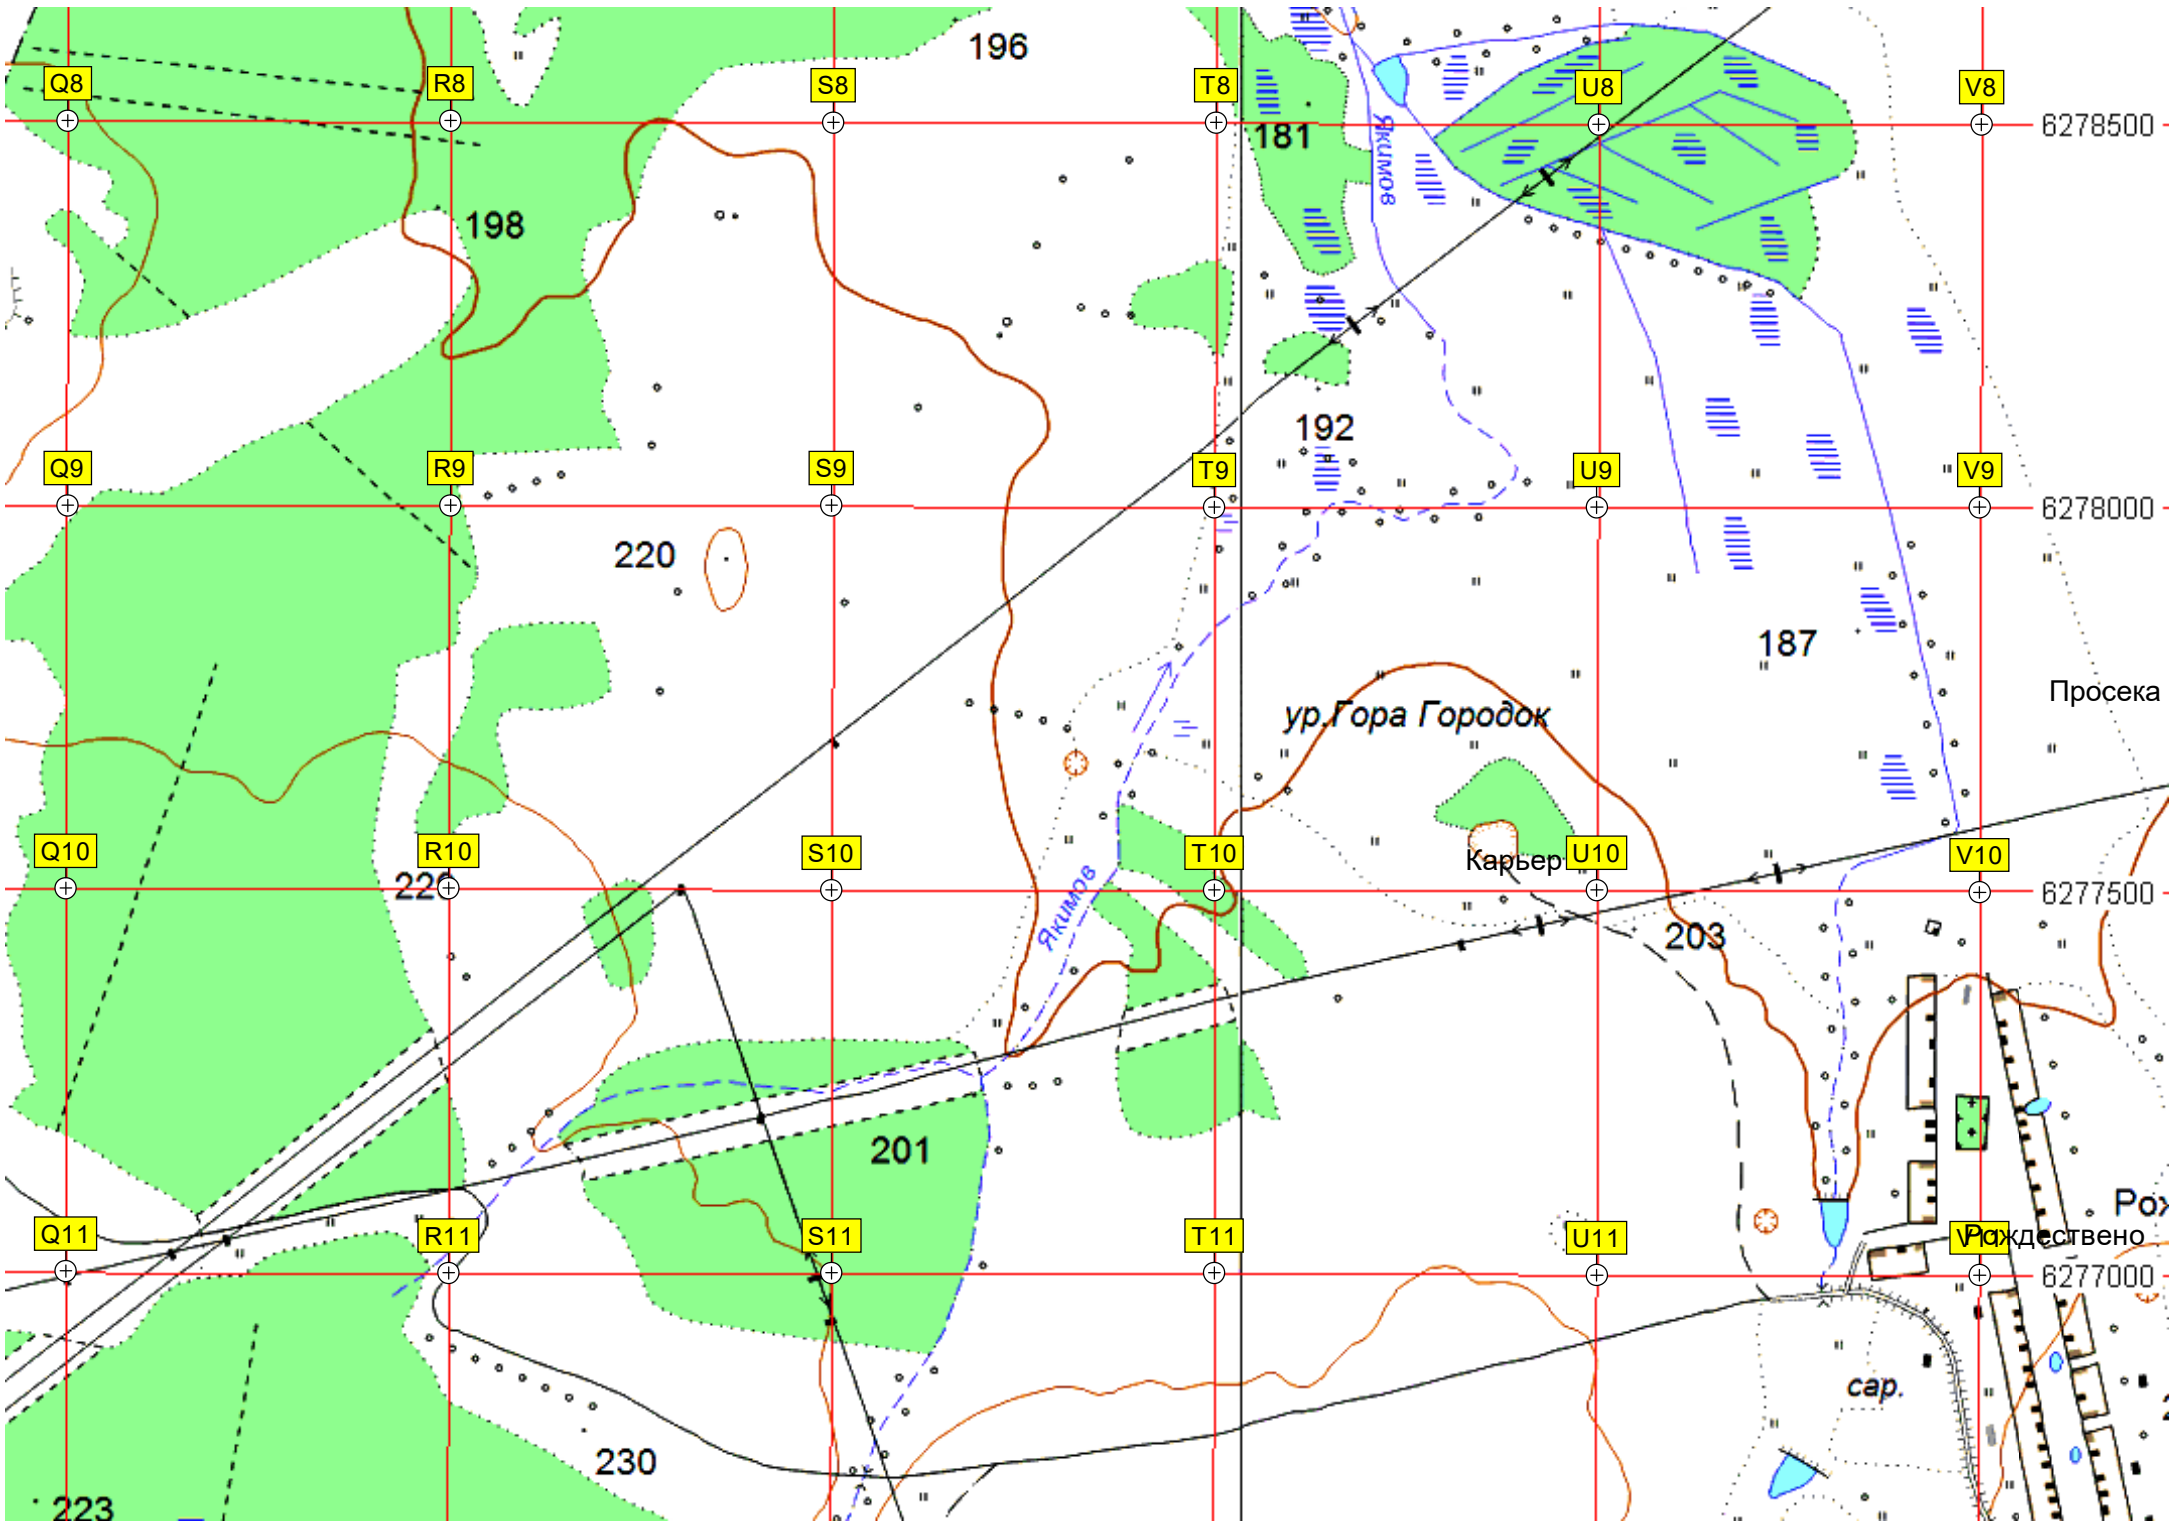 196
Q8
R8
S8
T8
U8
V8
6278500
181
Якимов
198
192
Q9
R9
S9
T9
U9
V9
6278000
220
187
Просека
ур.Гора Городок
Q10
R10
S10
T10
Карьер
U10
V10
6277500
Якимов
203
201
Q11
R11
S11
T11
U11
V11
Рождествено
6277000
сар.
230
223